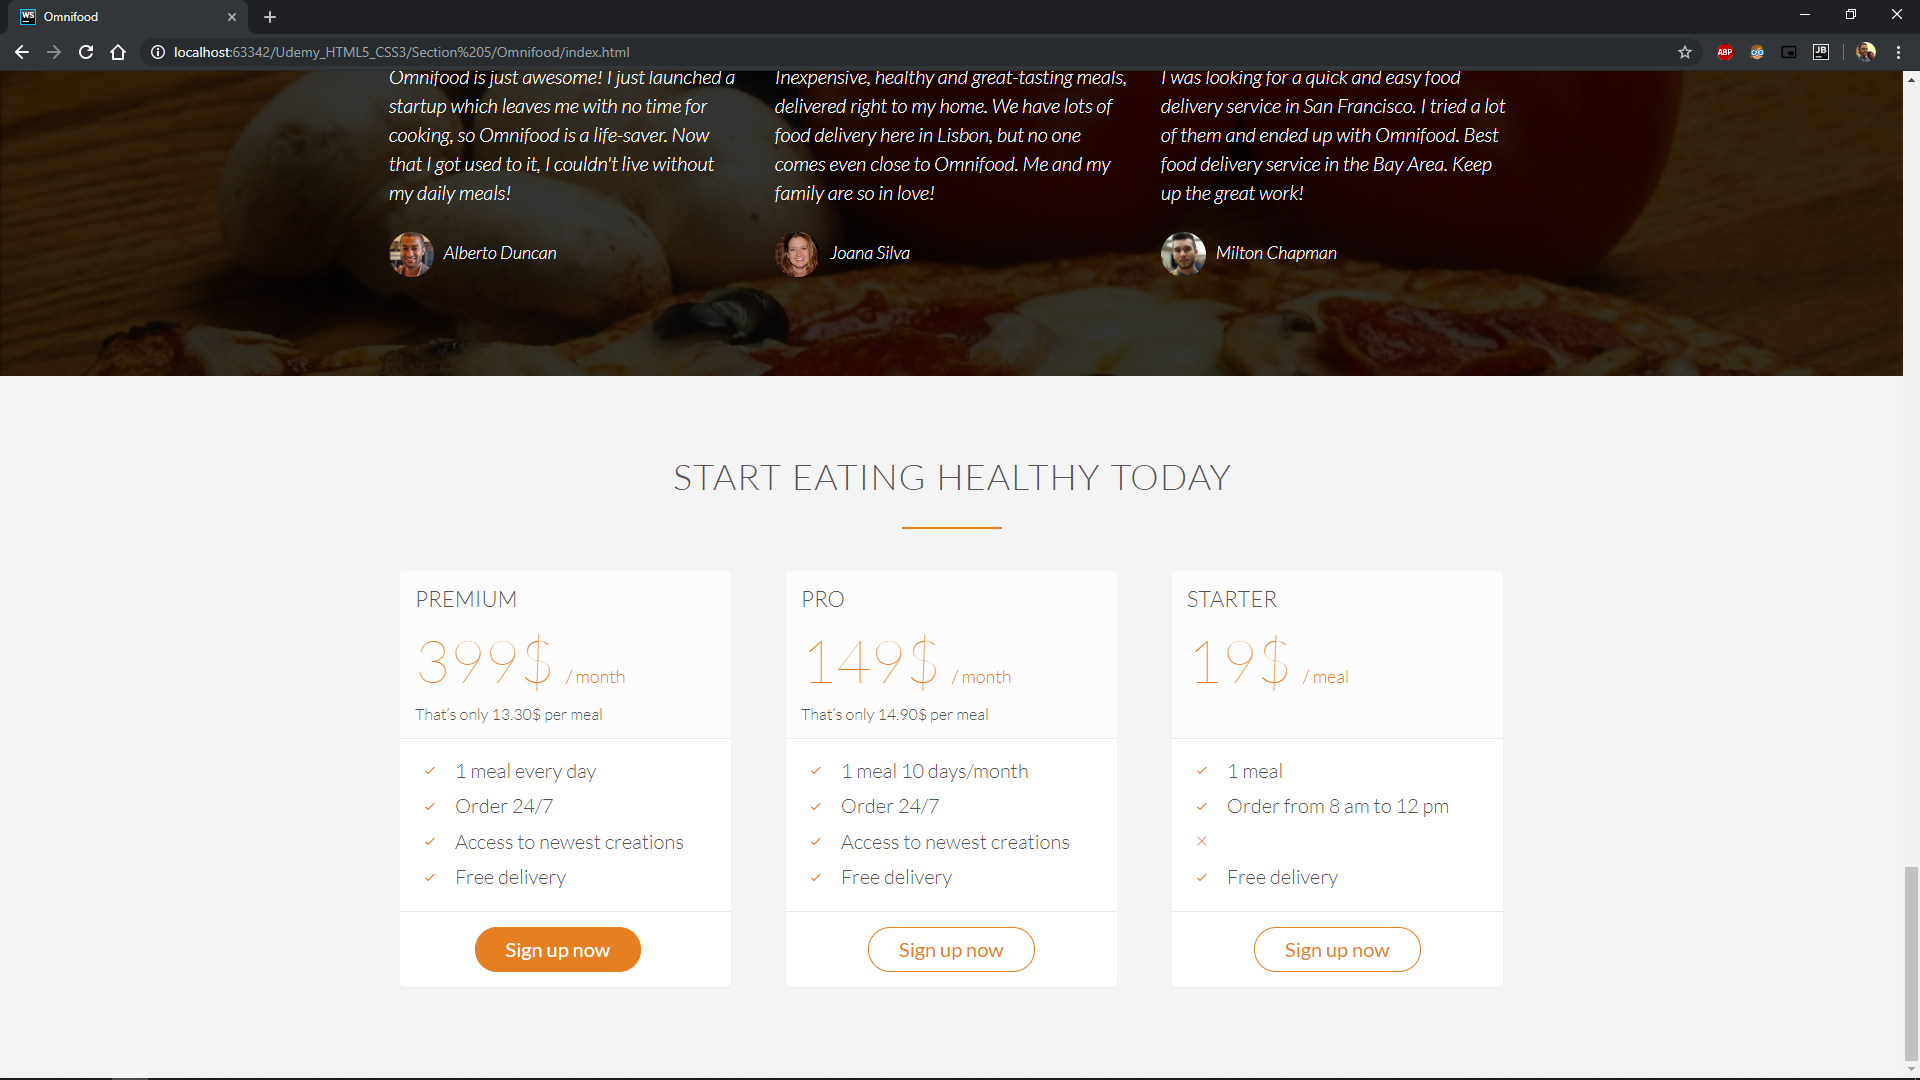 WS
Omnifood
localhost:63342/Udemy_HTML5_CSS3/Section%205/Omnifood/index.html
ABP
JB
Omnifood is just awesome! I just launched a
startup which leaves me with no time for
cooking, so Omnifood is a life-saver. Now
that I got used to it, I couldn't live without
my daily meals!
Alberto Duncan
Inexpensive, healthy and great-tasting meals,
delivered right to my home. We have lots of
food delivery here in Lisbon, but no one
comes even close to Omnifood. Me and my
family are so in love!
Joana Silva
I was looking for a quick and easy food
delivery service in San Francisco. I tried a lot
of them and ended up with Omnifood. Best
food delivery service in the Bay Area. Keep
up the great work!
Milton Chapman
START EATING HEALTHY TODAY
PREMIUM
399$ / month
That's only 13.30$ per meal
1 meal every day
Order 24/7
Access to newest creations
Free delivery
Sign up now
PRO
149$ / month
That's only 14.90$ per meal
1 meal 10 days/month
Order 24/7
Access to newest creations
Free delivery
Sign up now
STARTER
19$ / meal
1 meal
Order from 8 am to 12 pm
Free delivery
Sign up now